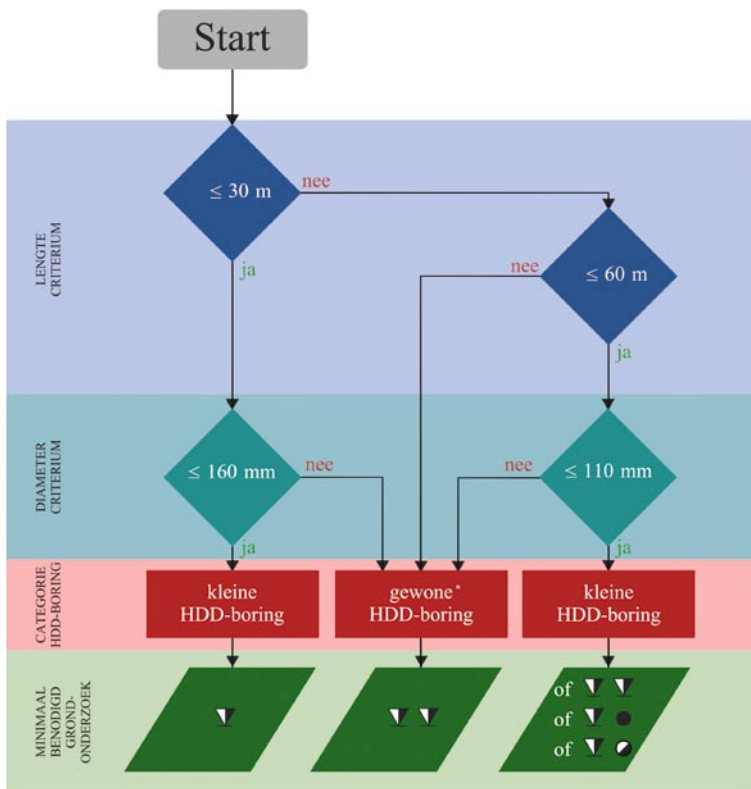 Start
LENGTE
CRITERIUM
≤ 30 m
nee
ja
nee
≤ 60 m
ja
DIAMETER
CRITERIUM
≤ 160 mm
nee
ja
nee
≤ 110 mm
ja
CATEGORIE
HDD-BORING
kleine
HDD-boring
gewone*
HDD-boring
kleine
HDD-boring
MINIMAAL
BENODIGD
GROND-
ONDERZOEK
of
of
of